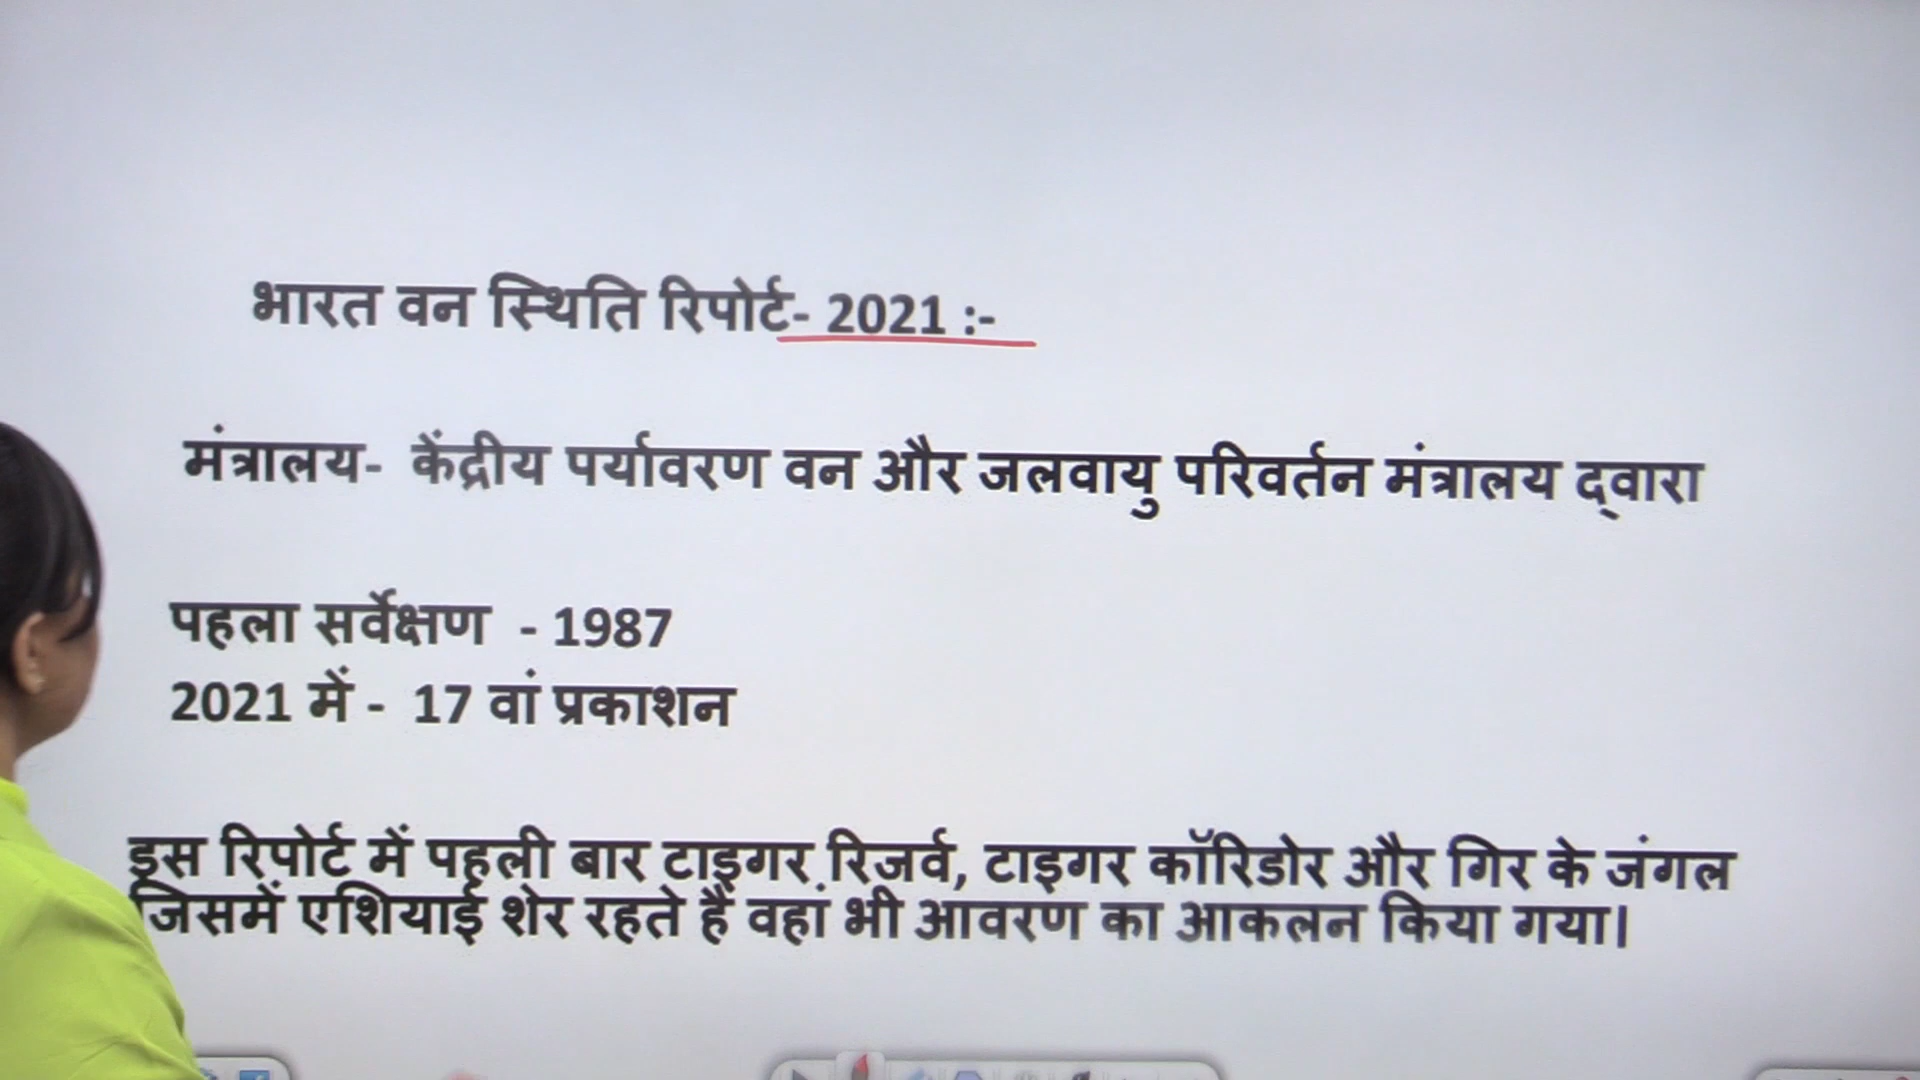 भारत वन स्थिति रिपोर्ट- 2021 :-
मंत्रालय- केंद्रीय पर्यावरण वन और जलवायु परिवर्तन मंत्रालय द्वारा
पहला सर्वेक्षण - 1987
2021 में - 17 वां प्रकाशन
इस रिपोर्ट में पहली बार टाइगर रिजर्व, टाइगर कॉरिडोर और गिर के जंगल
जिसमें एशियाई शेर रहते हैं वहां भी आवरण का आकलन किया गया।